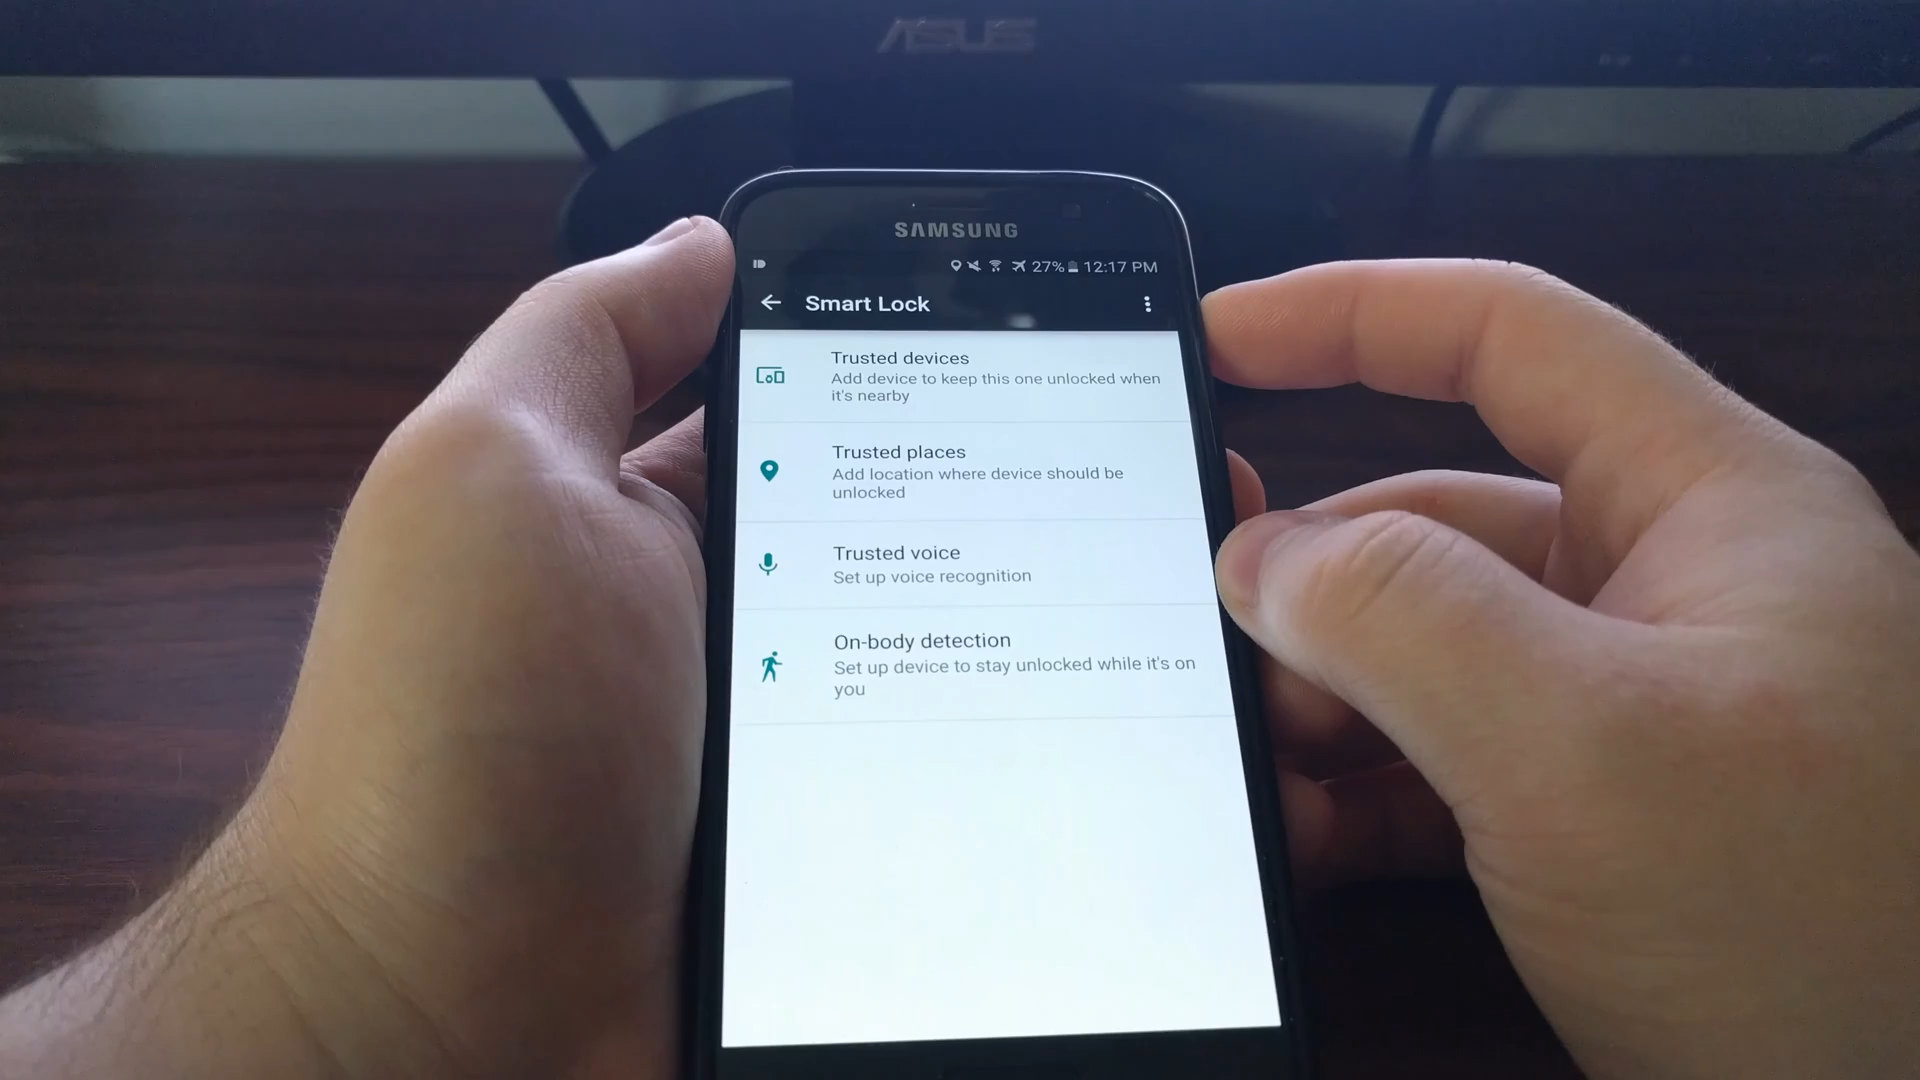 ASUS
SAMSUNG
27% 12:17 PM
Smart Lock
Trusted devices
Add device to keep this one unlocked when
it's nearby
Trusted places
Add location where device should be
unlocked
Trusted voice
Set up voice recognition
On-body detection
Set up device to stay unlocked while it's on
you